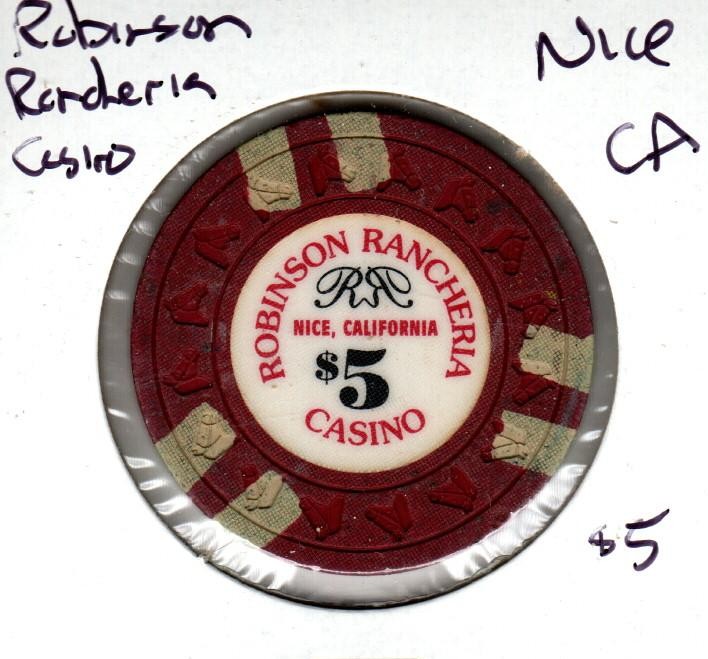 Robinson
Rancheria
Casino
Nice
CA
ROBINSON RANCHERIA
RR
NICE, CALIFORNIA
$5
CASINO
$5